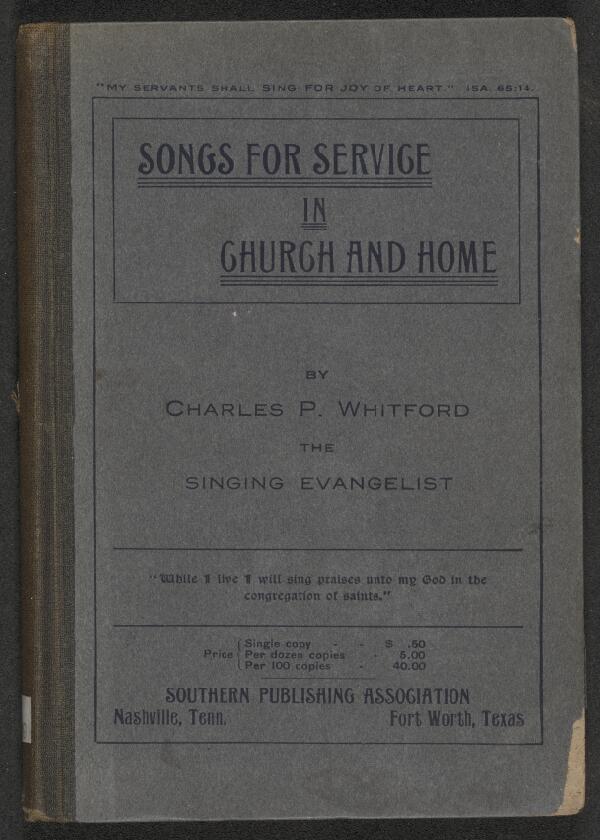 "MY SERVANTS SHALL SING FOR JOY OF HEART." ISA. 65:14.
SONGS FOR SERVICE
IN
CHURCH AND HOME
BY
CHARLES P. WHITFORD
THE
SINGING EVANGELIST
"While I live I will sing praises unto my God in the
congregation of saints."
Price { Single copy - $ .50
Per dozen copies - 5.00
Per 100 copies - 40.00
SOUTHERN PUBLISHING ASSOCIATION
Nashville, Tenn. Fort Worth, Texas